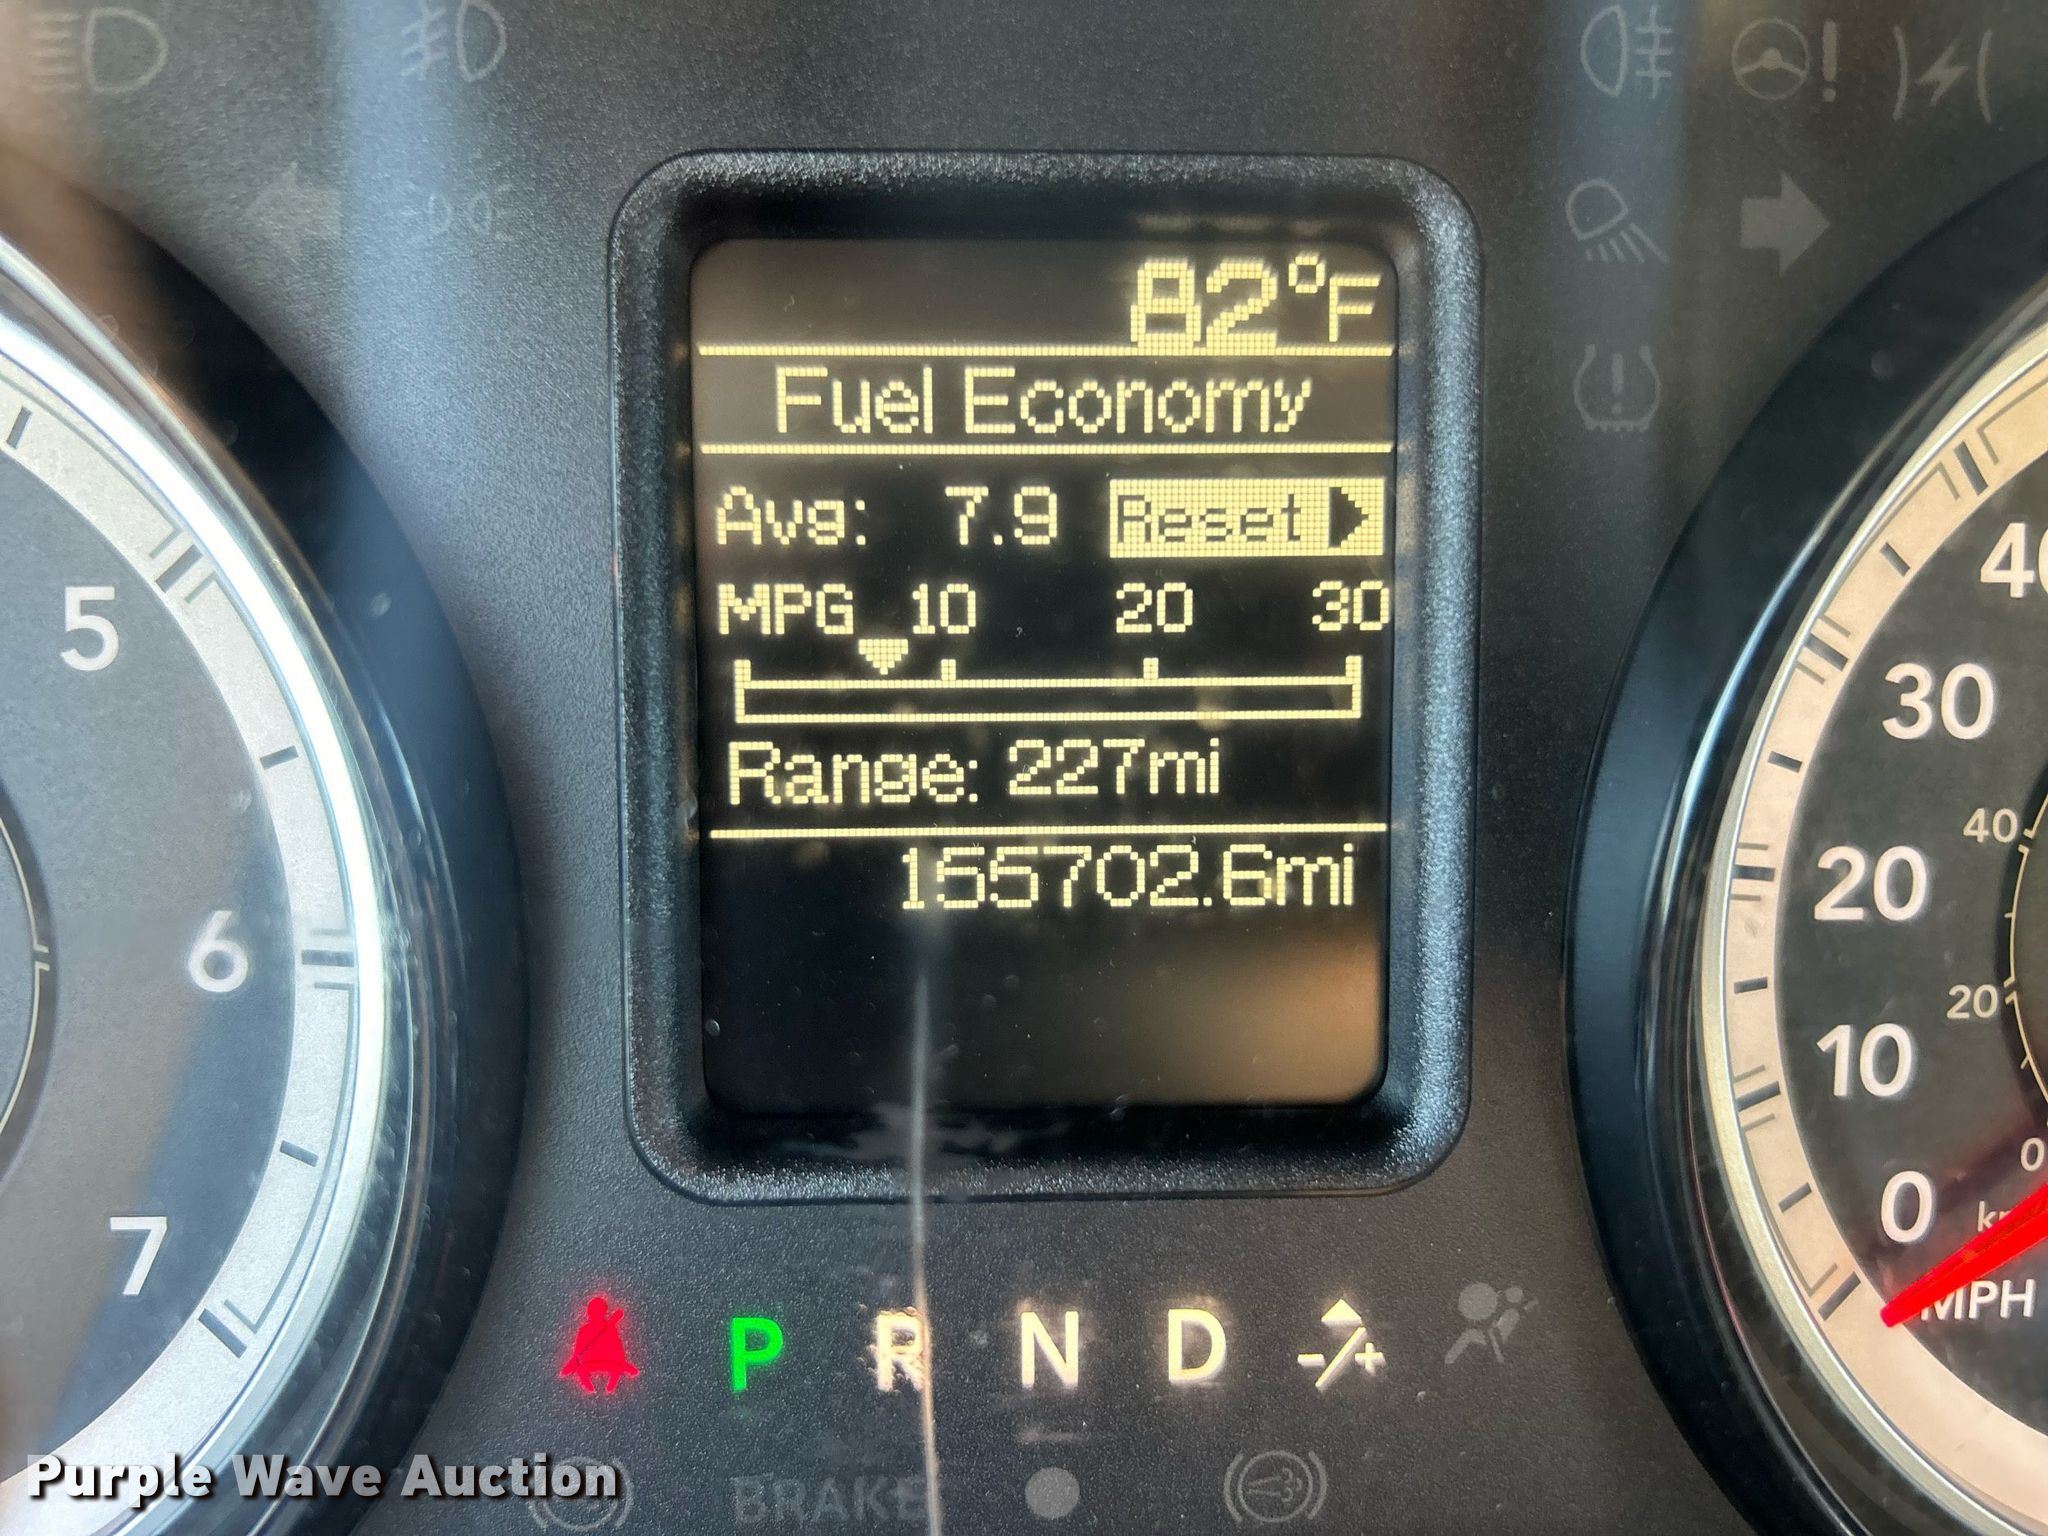 82°F
Fuel Economy
Avg: 7.9 Reset
MPG 10 20 30
Range: 227mi
155702.6mi
5
6
7
40
30
20
10
0
40
20
0
MPH
P R N D -/+
BRAKE
Purple Wave Auction